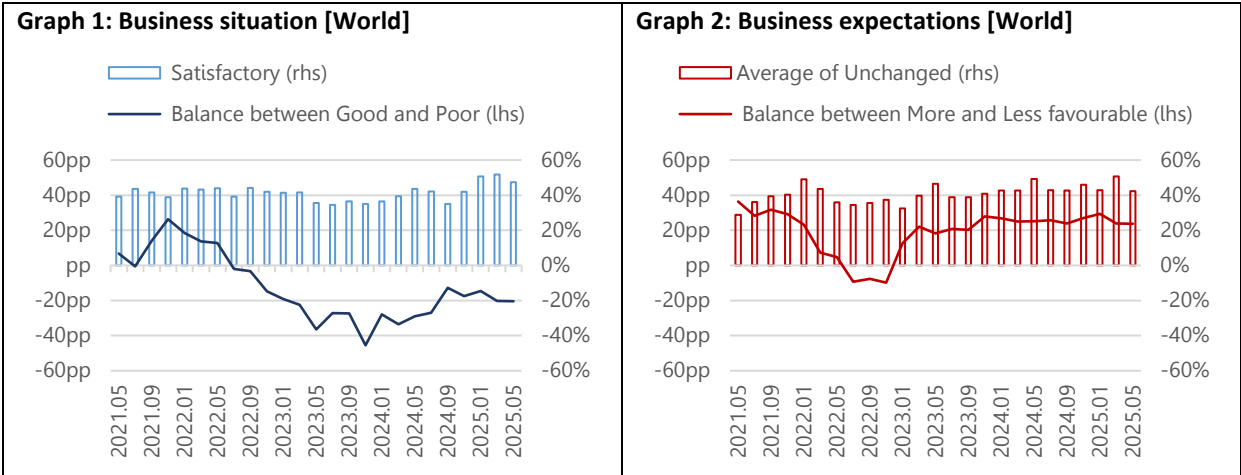 Graph 1: Business situation [World]
Satisfactory (rhs)
Balance between Good and Poor (lhs)
60pp
40pp
20pp
pp
-20pp
-40pp
-60pp
60%
40%
20%
0%
-20%
-40%
-60%
2021.05
2021.09
2022.01
2022.05
2022.09
2023.01
2023.05
2023.09
2024.01
2024.05
2024.09
2025.01
2025.05
Graph 2: Business expectations [World]
Average of Unchanged (rhs)
Balance between More and Less favourable (lhs)
60pp
40pp
20pp
pp
-20pp
-40pp
-60pp
60%
40%
20%
0%
-20%
-40%
-60%
2021.05
2021.09
2022.01
2022.05
2022.09
2023.01
2023.05
2023.09
2024.01
2024.05
2024.09
2025.01
2025.05